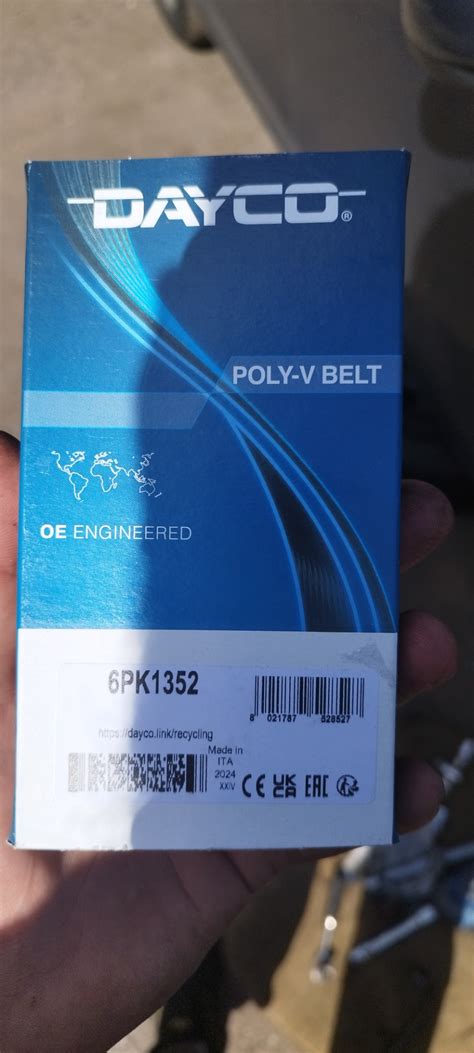 DAYCO®
POLY-V BELT
OE ENGINEERED
6PK1352
8 021787 528527
https://dayco.link/recycling
Made in
ITA
2024
XXIV
CE UK CA EAC